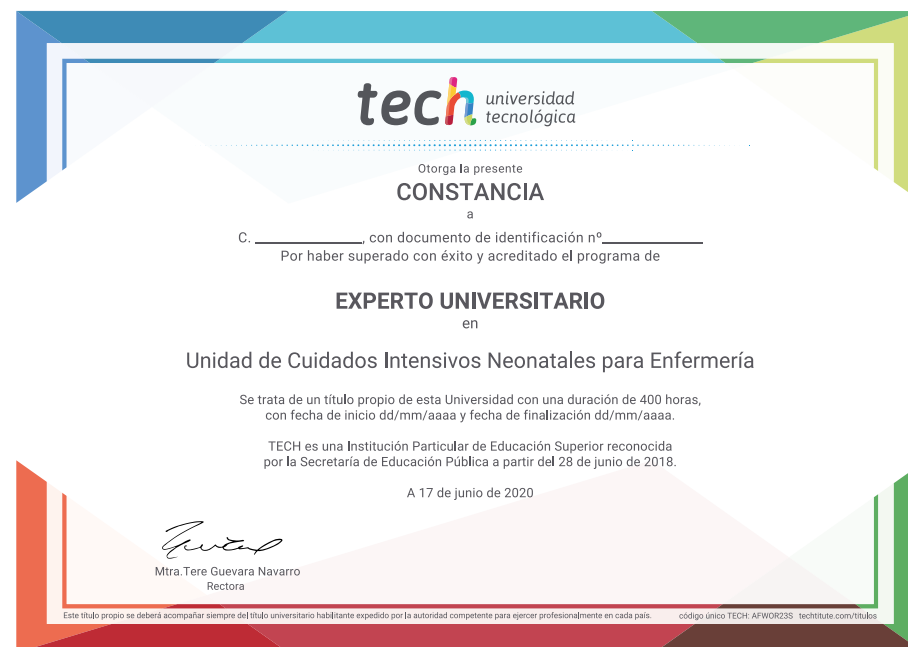 tech universidad
tecnológica
Otorga la presente
CONSTANCIA
a
C. ____________, con documento de identificación nº____________
Por haber superado con éxito y acreditado el programa de
EXPERTO UNIVERSITARIO
en
Unidad de Cuidados Intensivos Neonatales para Enfermería
Se trata de un título propio de esta Universidad con una duración de 400 horas,
con fecha de inicio dd/mm/aaaa y fecha de finalización dd/mm/aaaa.
TECH es una Institución Particular de Educación Superior reconocida
por la Secretaría de Educación Pública a partir del 28 de junio de 2018.
A 17 de junio de 2020
Mtra.Tere Guevara Navarro
Rectora
Este título propio se deberá acompañar siempre del título universitario habilitante expedido por la autoridad competente para ejercer profesionalmente en cada país. código único TECH: AFWOR23S techtitute.com/titulos